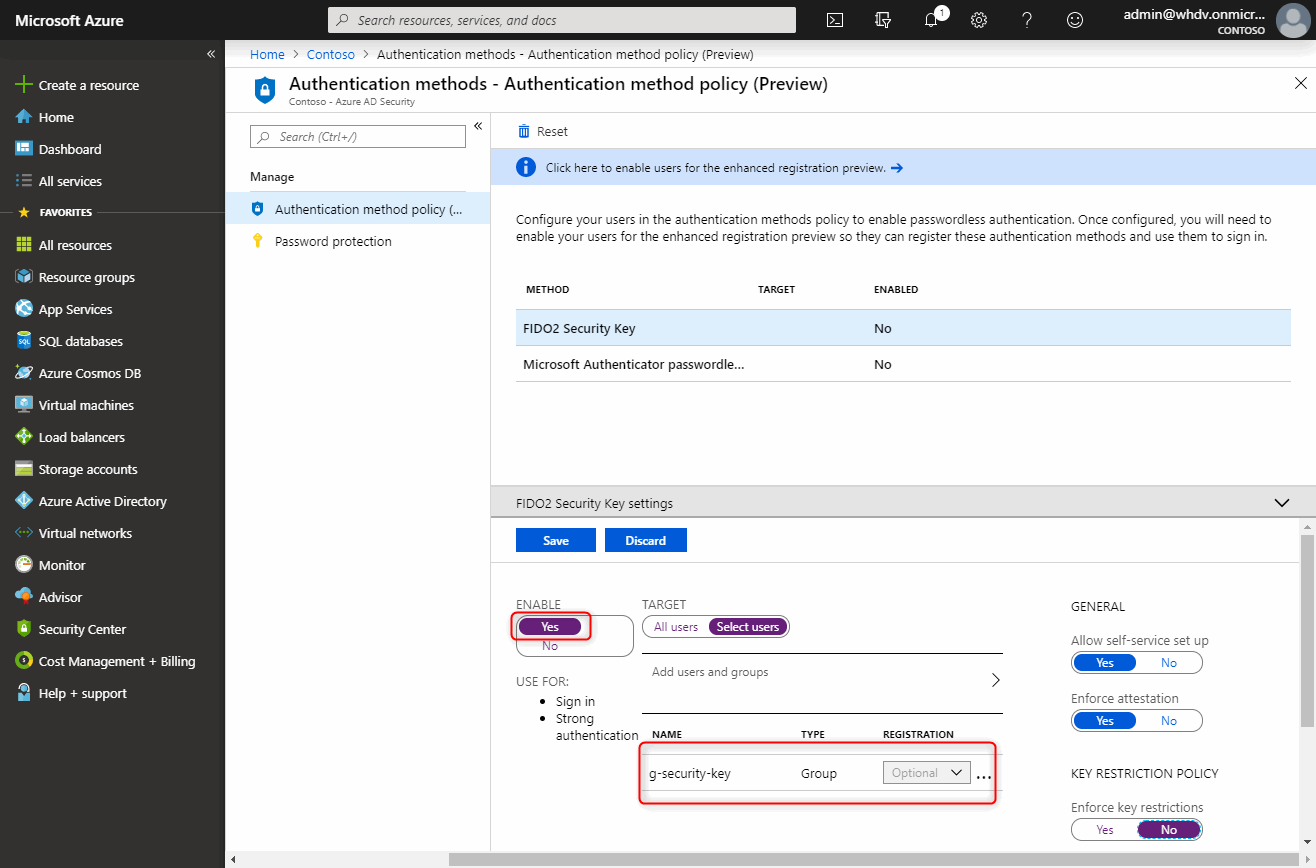 Microsoft Azure
Search resources, services, and docs
1
admin@whdv.onmicr...
CONTOSO
«
Create a resource
Home
Dashboard
All services
FAVORITES
All resources
Resource groups
App Services
SQL
SQL databases
Azure Cosmos DB
Virtual machines
Load balancers
Storage accounts
Azure Active Directory
Virtual networks
Monitor
Advisor
Security Center
Cost Management + Billing
Help + support
Home > Contoso > Authentication methods - Authentication method policy (Preview)
Authentication methods - Authentication method policy (Preview)
Contoso - Azure AD Security
Search (Ctrl+/)
«
Manage
Authentication method policy (...
Password protection
Reset
Click here to enable users for the enhanced registration preview. →
Configure your users in the authentication methods policy to enable passwordless authentication. Once configured, you will need to
enable your users for the enhanced registration preview so they can register these authentication methods and use them to sign in.
METHOD TARGET ENABLED
FIDO2 Security Key No
Microsoft Authenticator passwordle... No
FIDO2 Security Key settings
Save Discard
ENABLE
Yes
No
USE FOR:
• Sign in
• Strong
authentication
TARGET
All users Select users
Add users and groups
NAME TYPE REGISTRATION
g-security-key Group Optional ...
GENERAL
Allow self-service set up
Yes No
Enforce attestation
Yes No
KEY RESTRICTION POLICY
Enforce key restrictions
Yes No